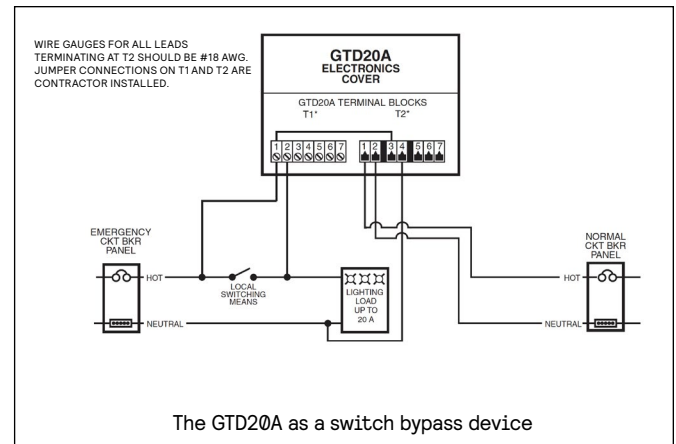 WIRE GAUGES FOR ALL LEADS
TERMINATING AT T2 SHOULD BE #18 AWG.
JUMPER CONNECTIONS ON T1 AND T2 ARE
CONTRACTOR INSTALLED.
GTD20A
ELECTRONICS
COVER
GTD20A TERMINAL BLOCKS
T1* T2*
1 2 3 4 5 6 7 1 2 3 4 5 6 7
EMERGENCY
CKT BKR
PANEL
HOT
LOCAL
SWITCHING
MEANS
NEUTRAL
LIGHTING
LOAD
UP TO
20 A
NORMAL
CKT BKR
PANEL
HOT
NEUTRAL
The GTD20A as a switch bypass device